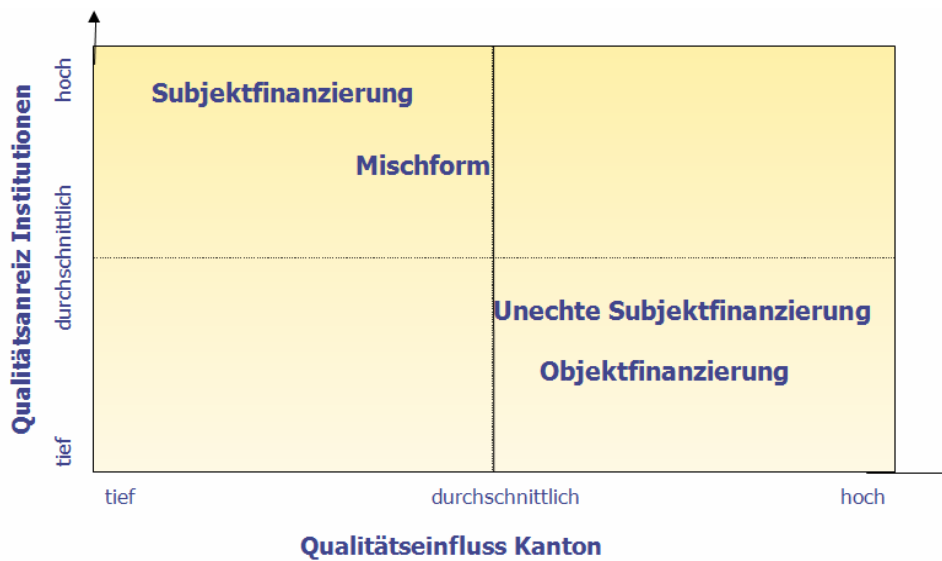 Qualitätsanreiz Institutionen
hoch
durchschnittlich
tief
Subjektfinanzierung
Mischform
Unechte Subjektfinanzierung
Objektfinanzierung
tief
durchschnittlich
hoch
Qualitätseinfluss Kanton